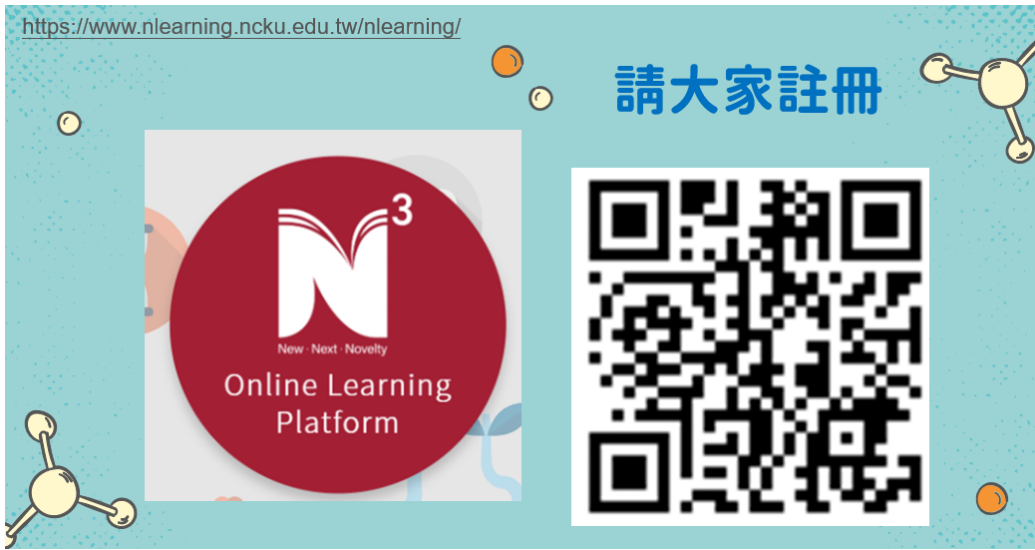 https://www.nlearning.ncku.edu.tw/nlearning/
請大家註冊
N3
New · Next · Novelty
Online Learning
Platform